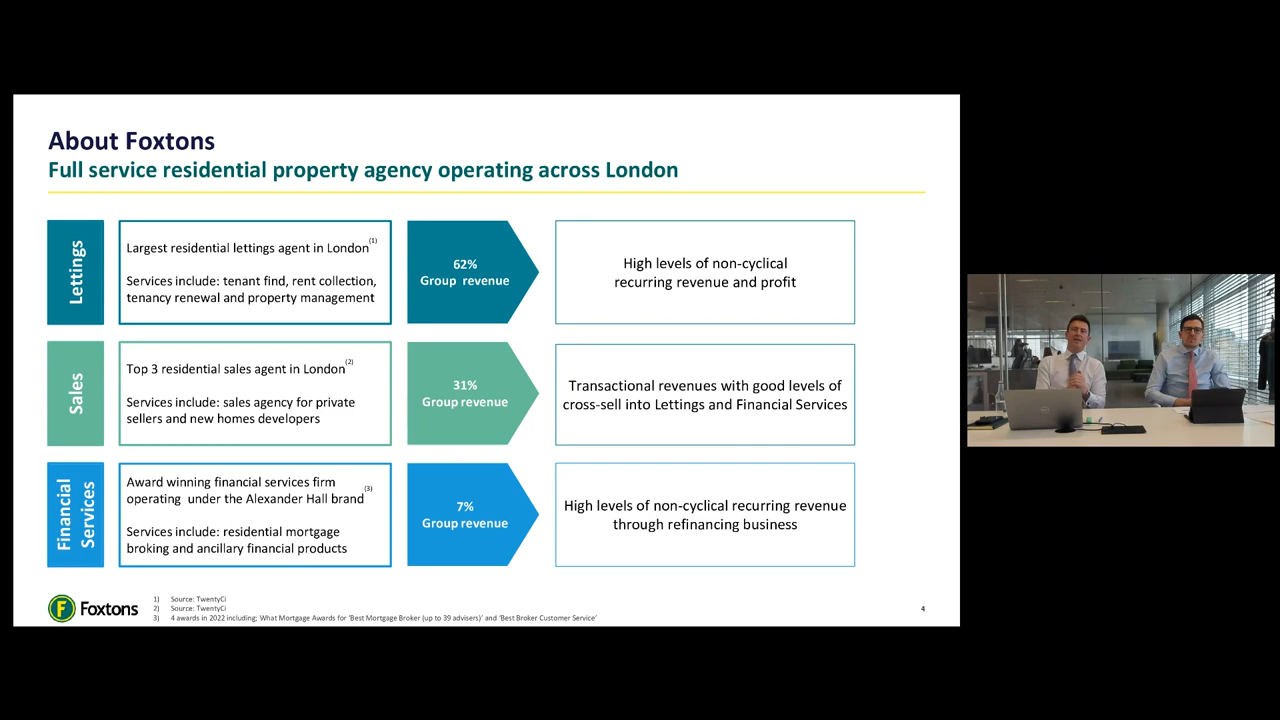 About Foxtons
Full service residential property agency operating across London
Lettings
Largest residential lettings agent in London(1)
Services include: tenant find, rent collection,
tenancy renewal and property management
62%
Group revenue
High levels of non-cyclical
recurring revenue and profit
Sales
Top 3 residential sales agent in London(2)
Services include: sales agency for private
sellers and new homes developers
31%
Group revenue
Transactional revenues with good levels of
cross-sell into Lettings and Financial Services
Financial
Services
Award winning financial services firm
operating under the Alexander Hall brand(3)
Services include: residential mortgage
broking and ancillary financial products
7%
Group revenue
High levels of non-cyclical recurring revenue
through refinancing business
F Foxtons
1) Source: TwentyCi
2) Source: TwentyCi
3) 4 awards in 2022 including; What Mortgage Awards for 'Best Mortgage Broker (up to 39 advisers)' and 'Best Broker Customer Service'
4